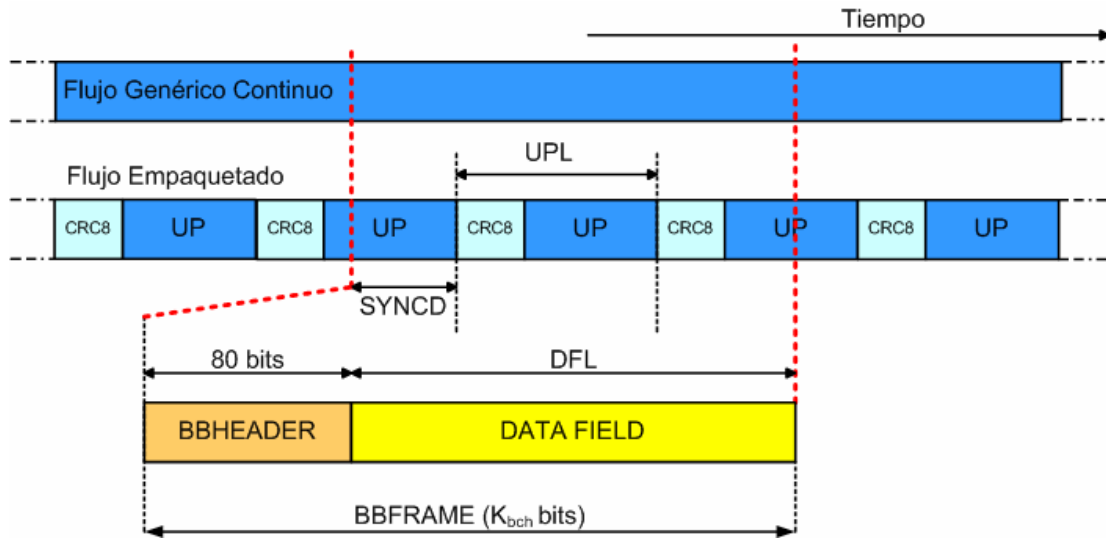 Tiempo
Flujo Genérico Continuo
UPL
Flujo Empaquetado
CRC8 UP CRC8 UP CRC8 UP CRC8 UP CRC8 UP
SYNCD
80 bits DFL
BBHEADER DATA FIELD
BBFRAME (Kbch bits)